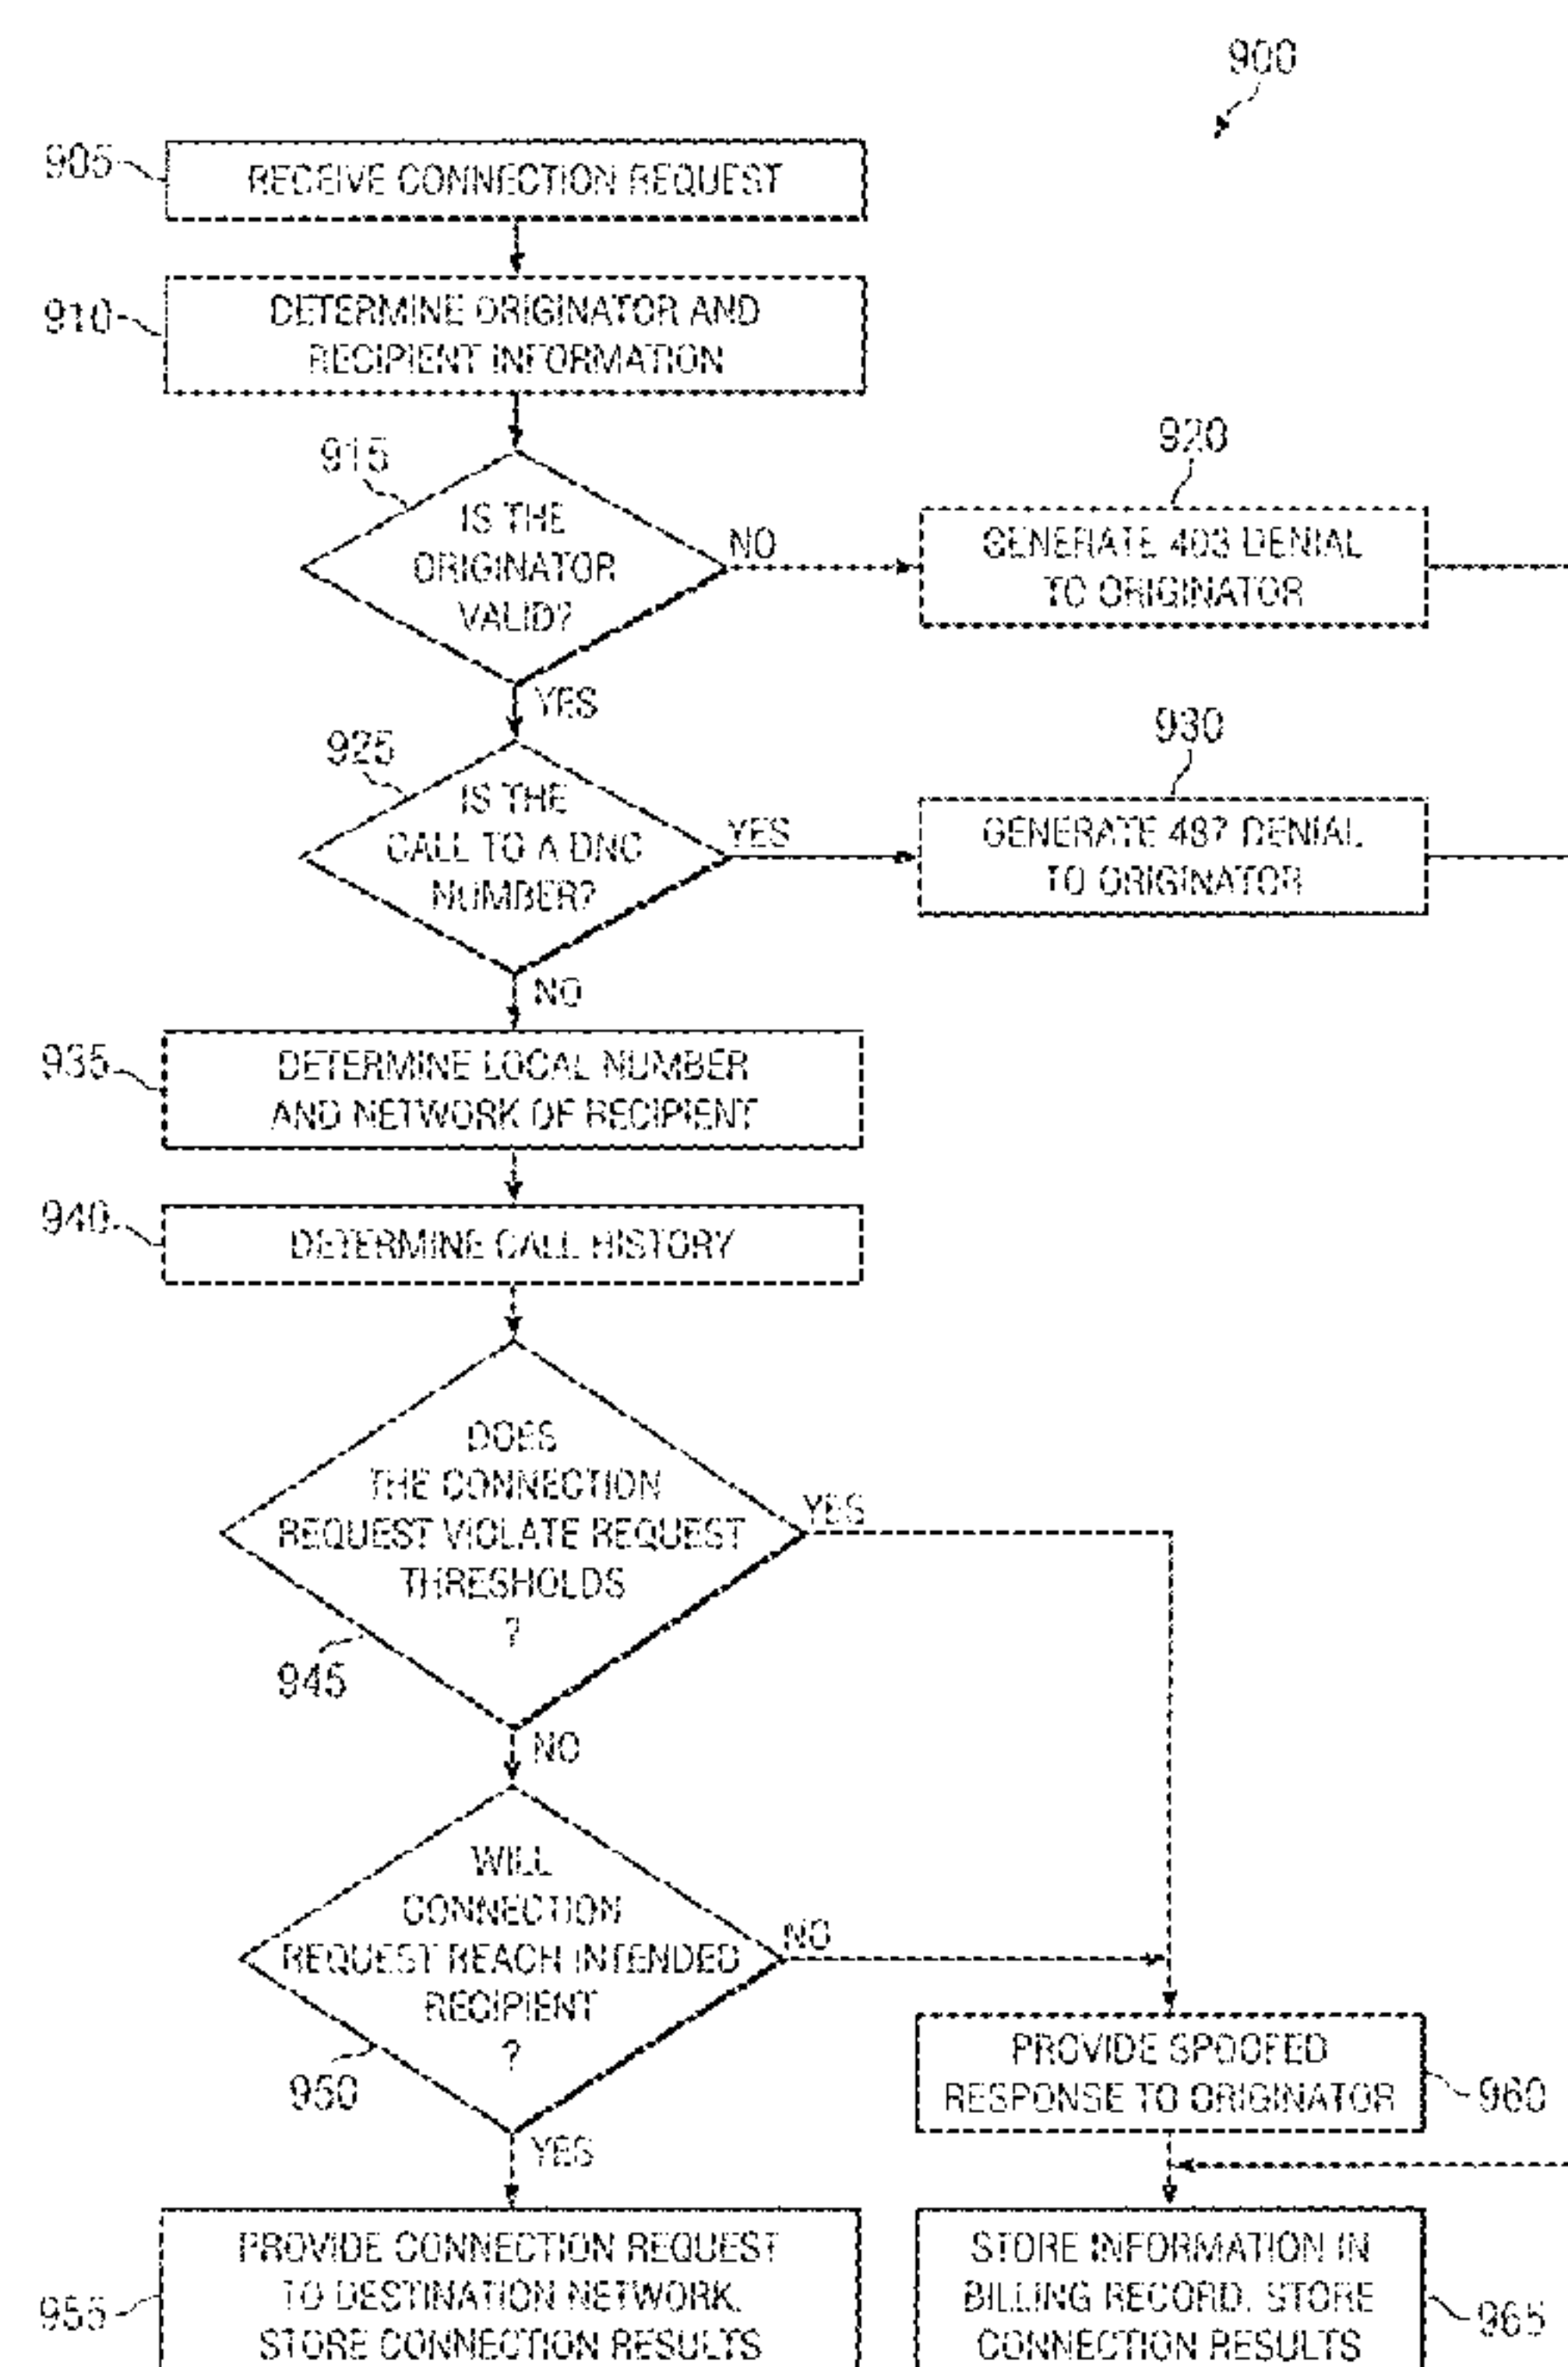 900
905
RECEIVE CONNECTION REQUEST
910
DETERMINE ORIGINATOR AND
RECIPIENT INFORMATION
915
IS THE
ORIGINATOR
VALID?
NO
920
GENERATE 403 DENIAL
TO ORIGINATOR
YES
925
IS THE
CALL TO A DNC
NUMBER?
YES
930
GENERATE 487 DENIAL
TO ORIGINATOR
NO
935
DETERMINE LOCAL NUMBER
AND NETWORK OF RECIPIENT
940
DETERMINE CALL HISTORY
DOES
THE CONNECTION
REQUEST VIOLATE REQUEST
THRESHOLDS
?
945
YES
NO
WILL
CONNECTION
REQUEST REACH INTENDED
RECIPIENT
?
950
NO
YES
PROVIDE SPOOFED
RESPONSE TO ORIGINATOR
960
955
PROVIDE CONNECTION REQUEST
TO DESTINATION NETWORK.
STORE CONNECTION RESULTS
STORE INFORMATION IN
BILLING RECORD. STORE
CONNECTION RESULTS
965